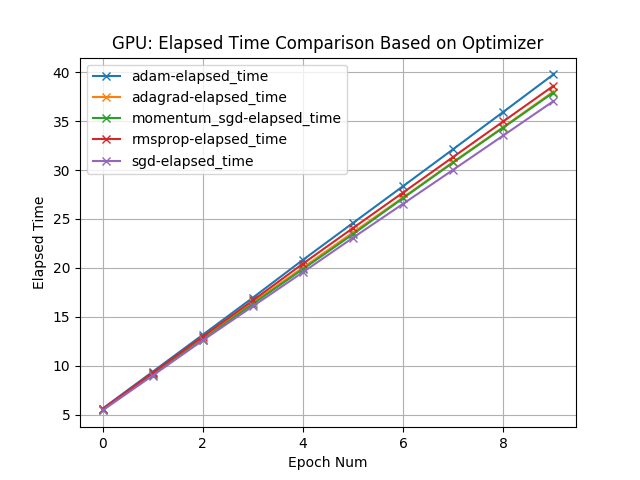 GPU: Elapsed Time Comparison Based on Optimizer
adam-elapsed_time
adagrad-elapsed_time
momentum_sgd-elapsed_time
rmsprop-elapsed_time
sgd-elapsed_time
40
35
30
25
20
15
10
5
Elapsed Time
0 2 4 6 8
Epoch Num